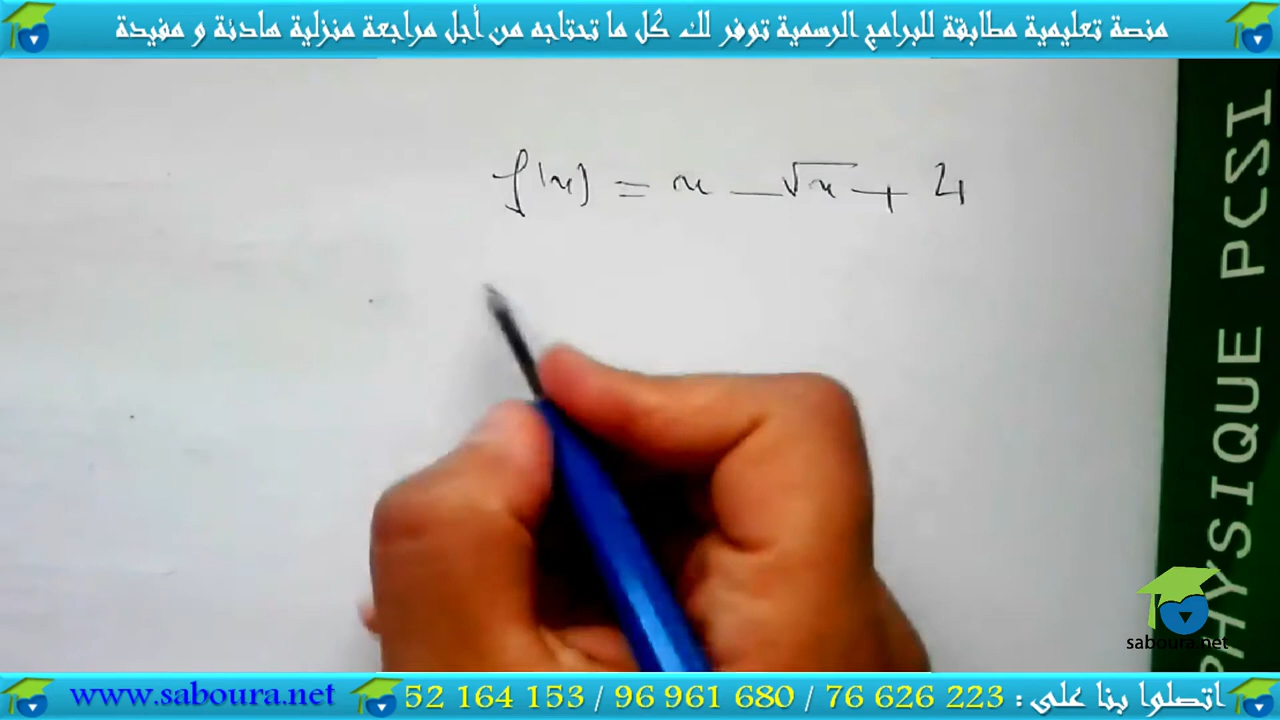 منصة تعليمية مطابقة للبرامج الرسمية توفر لك كل ما تحتاجه من أجل مراجعة منزلية هادئة و مفيدة
f(x) = x - √x + 4
PHYSIQUE PCSI
saboura.net
www.saboura.net 52 164 153 / 96 961 680 / 76 626 223 : اتصلوا بنا على